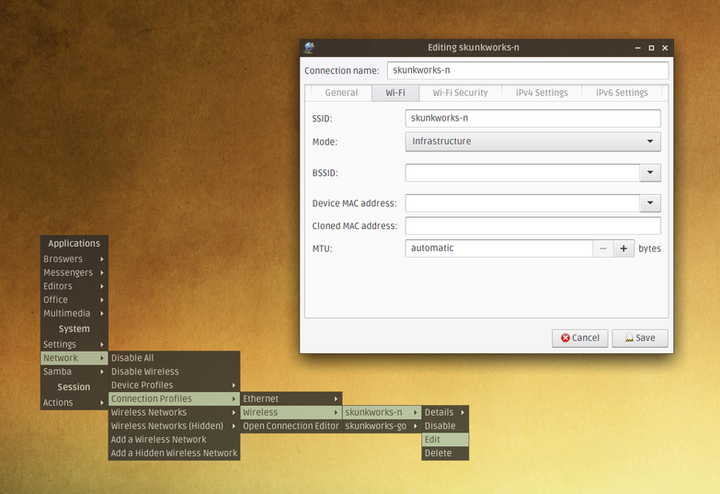 Editing skunkworks-n
Connection name: skunkworks-n
General Wi-Fi Wi-Fi Security IPv4 Settings IPv6 Settings
SSID: skunkworks-n
Mode: Infrastructure
BSSID:
Device MAC address:
Cloned MAC address:
MTU: automatic − + bytes
Cancel Save
Applications
Broswers
Messengers
Editors
Office
Multimedia
System
Settings
Network
Samba
Session
Actions
Disable All
Disable Wireless
Device Profiles
Connection Profiles
Wireless Networks
Wireless Networks (Hidden)
Add a Wireless Network
Add a Hidden Wireless Network
Ethernet
Wireless
Open Connection Editor
skunkworks-n
skunkworks-go
Details
Disable
Edit
Delete